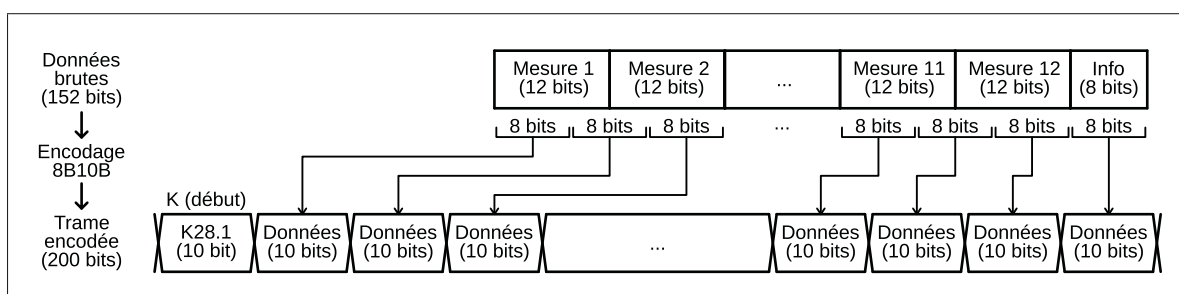 Données
brutes
(152 bits)
Encodage
8B10B
Trame
encodée
(200 bits)
Mesure 1
(12 bits)
Mesure 2
(12 bits)
...
Mesure 11
(12 bits)
Mesure 12
(12 bits)
Info
(8 bits)
8 bits 8 bits 8 bits ... 8 bits 8 bits 8 bits 8 bits
K (début)
K28.1
(10 bit)
Données
(10 bits)
Données
(10 bits)
Données
(10 bits)
...
Données
(10 bits)
Données
(10 bits)
Données
(10 bits)
Données
(10 bits)